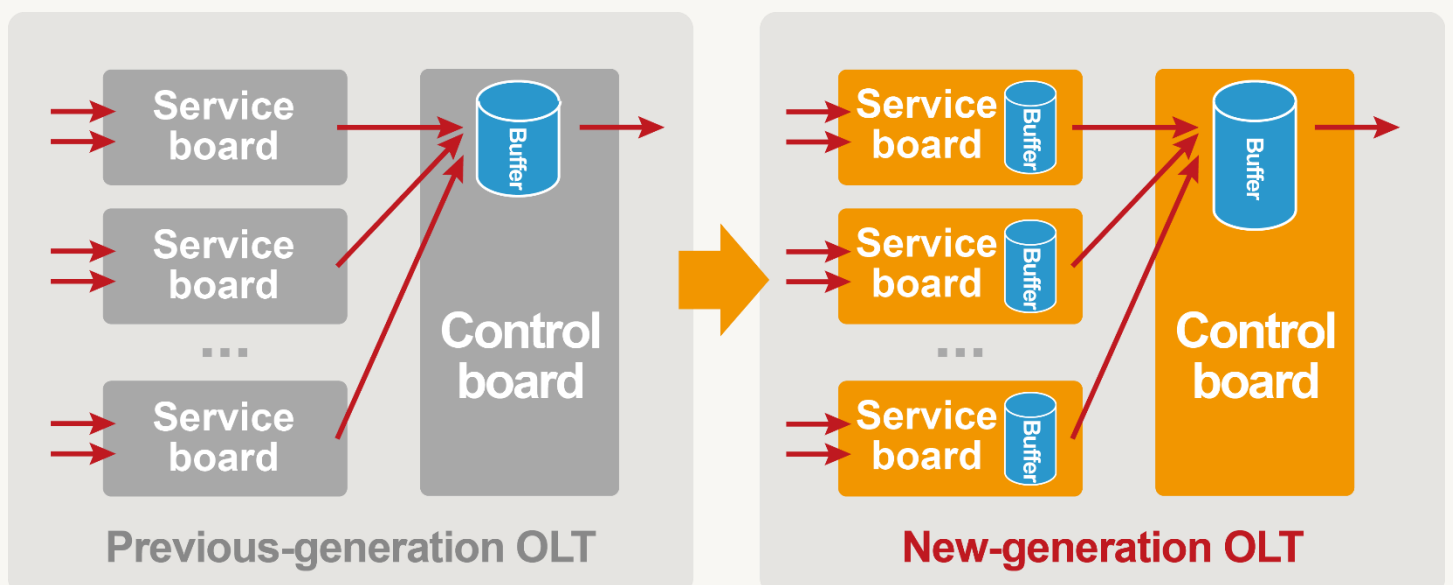 Service
board
Buffer
Service
board
...
Service
board
Control
board
Previous-generation OLT
Service
board
Buffer
Service
board
Buffer
...
Service
board
Buffer
Buffer
Control
board
New-generation OLT